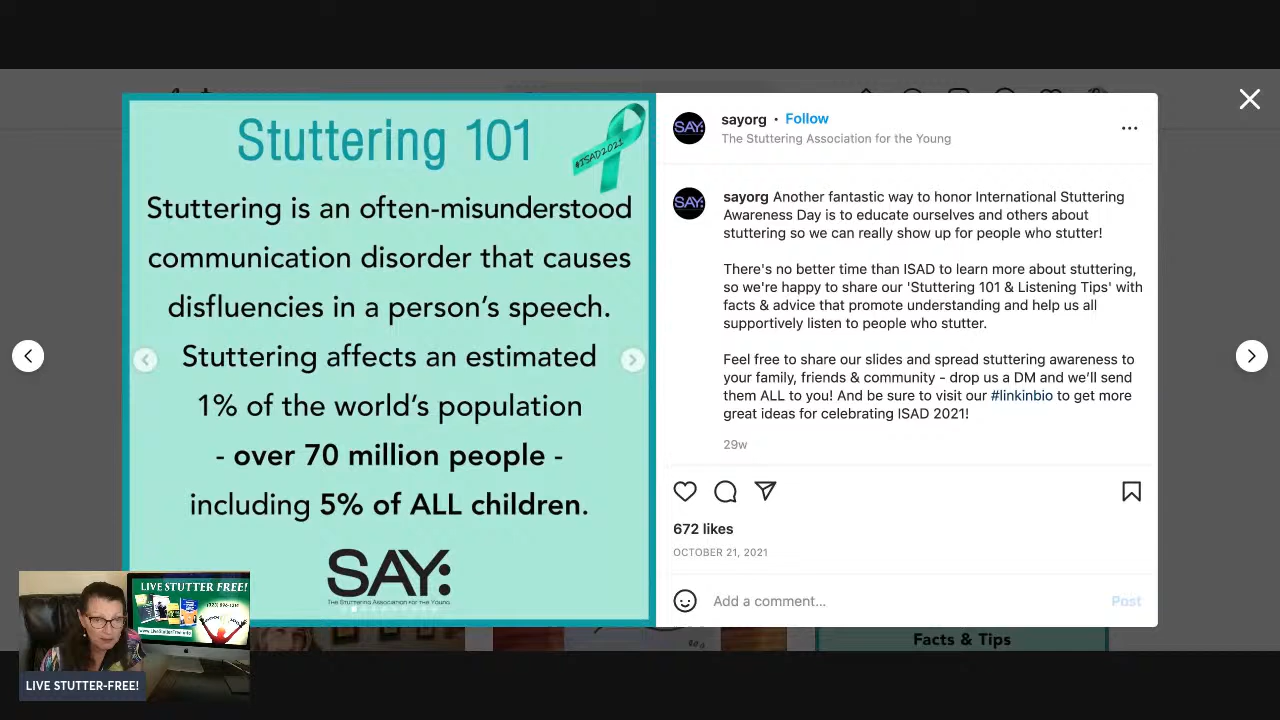 Stuttering 101
#ISAD2021
Stuttering is an often-misunderstood
communication disorder that causes
disfluencies in a person's speech.
Stuttering affects an estimated
1% of the world's population
- over 70 million people -
including 5% of ALL children.
SAY:
The Stuttering Association for the Young
SAY:
sayorg • Follow
The Stuttering Association for the Young
SAY:
sayorg Another fantastic way to honor International Stuttering
Awareness Day is to educate ourselves and others about
stuttering so we can really show up for people who stutter!
There's no better time than ISAD to learn more about stuttering,
so we're happy to share our 'Stuttering 101 & Listening Tips' with
facts & advice that promote understanding and help us all
supportively listen to people who stutter.
Feel free to share our slides and spread stuttering awareness to
your family, friends & community - drop us a DM and we'll send
them ALL to you! And be sure to visit our #linkinbio to get more
great ideas for celebrating ISAD 2021!
29w
672 likes
OCTOBER 21, 2021
Add a comment...
Post
Facts & Tips
LIVE STUTTER FREE!
LIVE STUTTER-FREE!